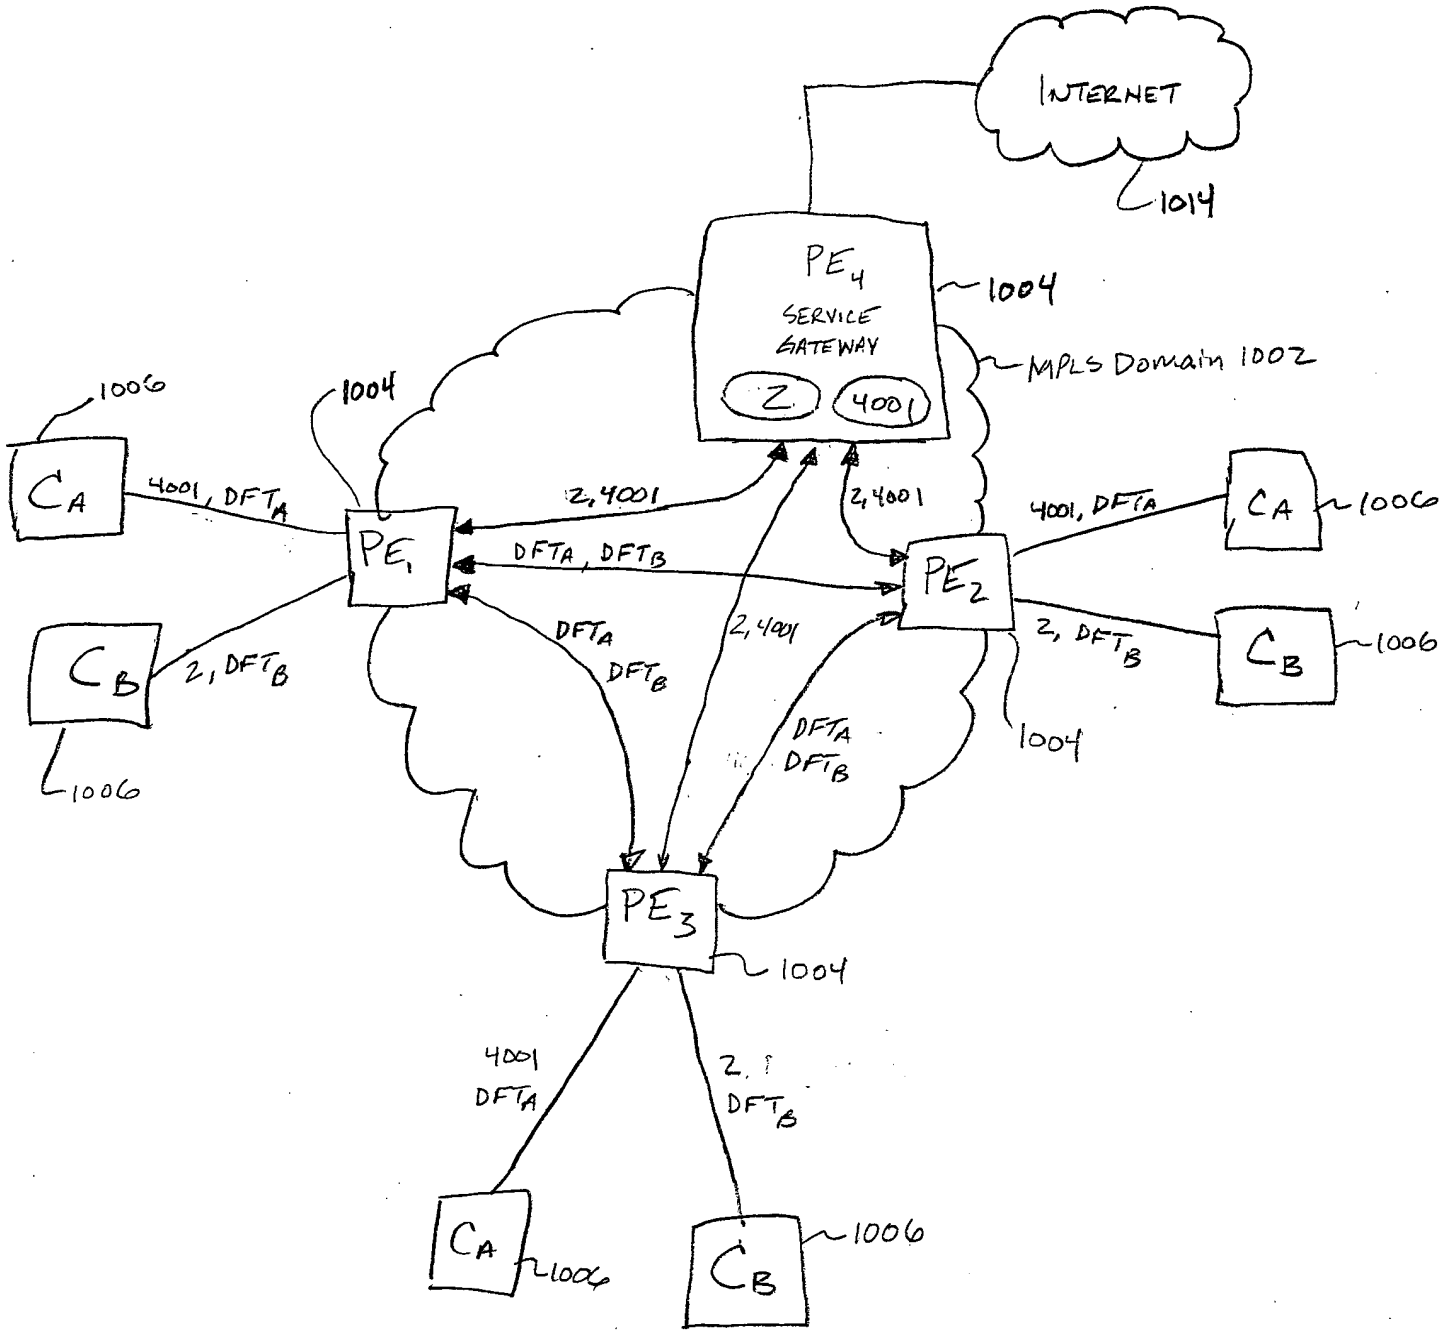 INTERNET
1014
PE4
1004
SERVICE
GATEWAY
2
4001
MPLS Domain 1002
1006
1004
CA
4001, DFTA
PE1
2,4001
2,4001
4001, DFTA
CA
1006
DFTA, DFTB
PE2
CB
2, DFTB
DFTA
DFTB
2,4001
2, DFTB
CB
1006
1006
DFTA
DFTB
1004
PE3
1004
4001
DFTA
2,
DFTB
CA
1006
CB
1006